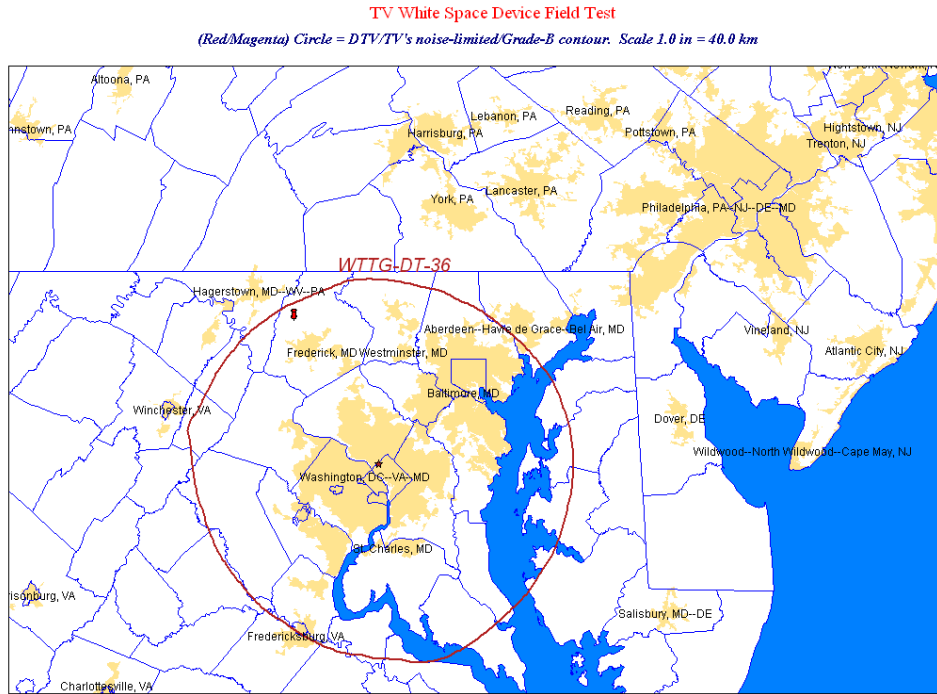 TV White Space Device Field Test
(Red/Magenta) Circle = DTV/TV's noise-limited/Grade-B contour. Scale 1.0 in = 40.0 km
Altoona, PA
nnstown, PA
Lebanon, PA
Reading, PA
Harrisburg, PA
Pottstown, PA
Hightstown, NJ
Trenton, NJ
York, PA
Lancaster, PA
Philadelphia, PA--NJ--DE--MD
WTTG-DT-36
Hagerstown, MD--WV--PA
Aberdeen--Havre de Grace--Bel Air, MD
Vineland, NJ
Frederick, MD
Westminster, MD
Atlantic City, NJ
Baltimore, MD
Winchester, VA
Dover, DE
Wildwood--North Wildwood--Cape May, NJ
Washington, DC--VA--MD
St. Charles, MD
risonburg, VA
Salisbury, MD--DE
Fredericksburg, VA
Charlottesville, VA